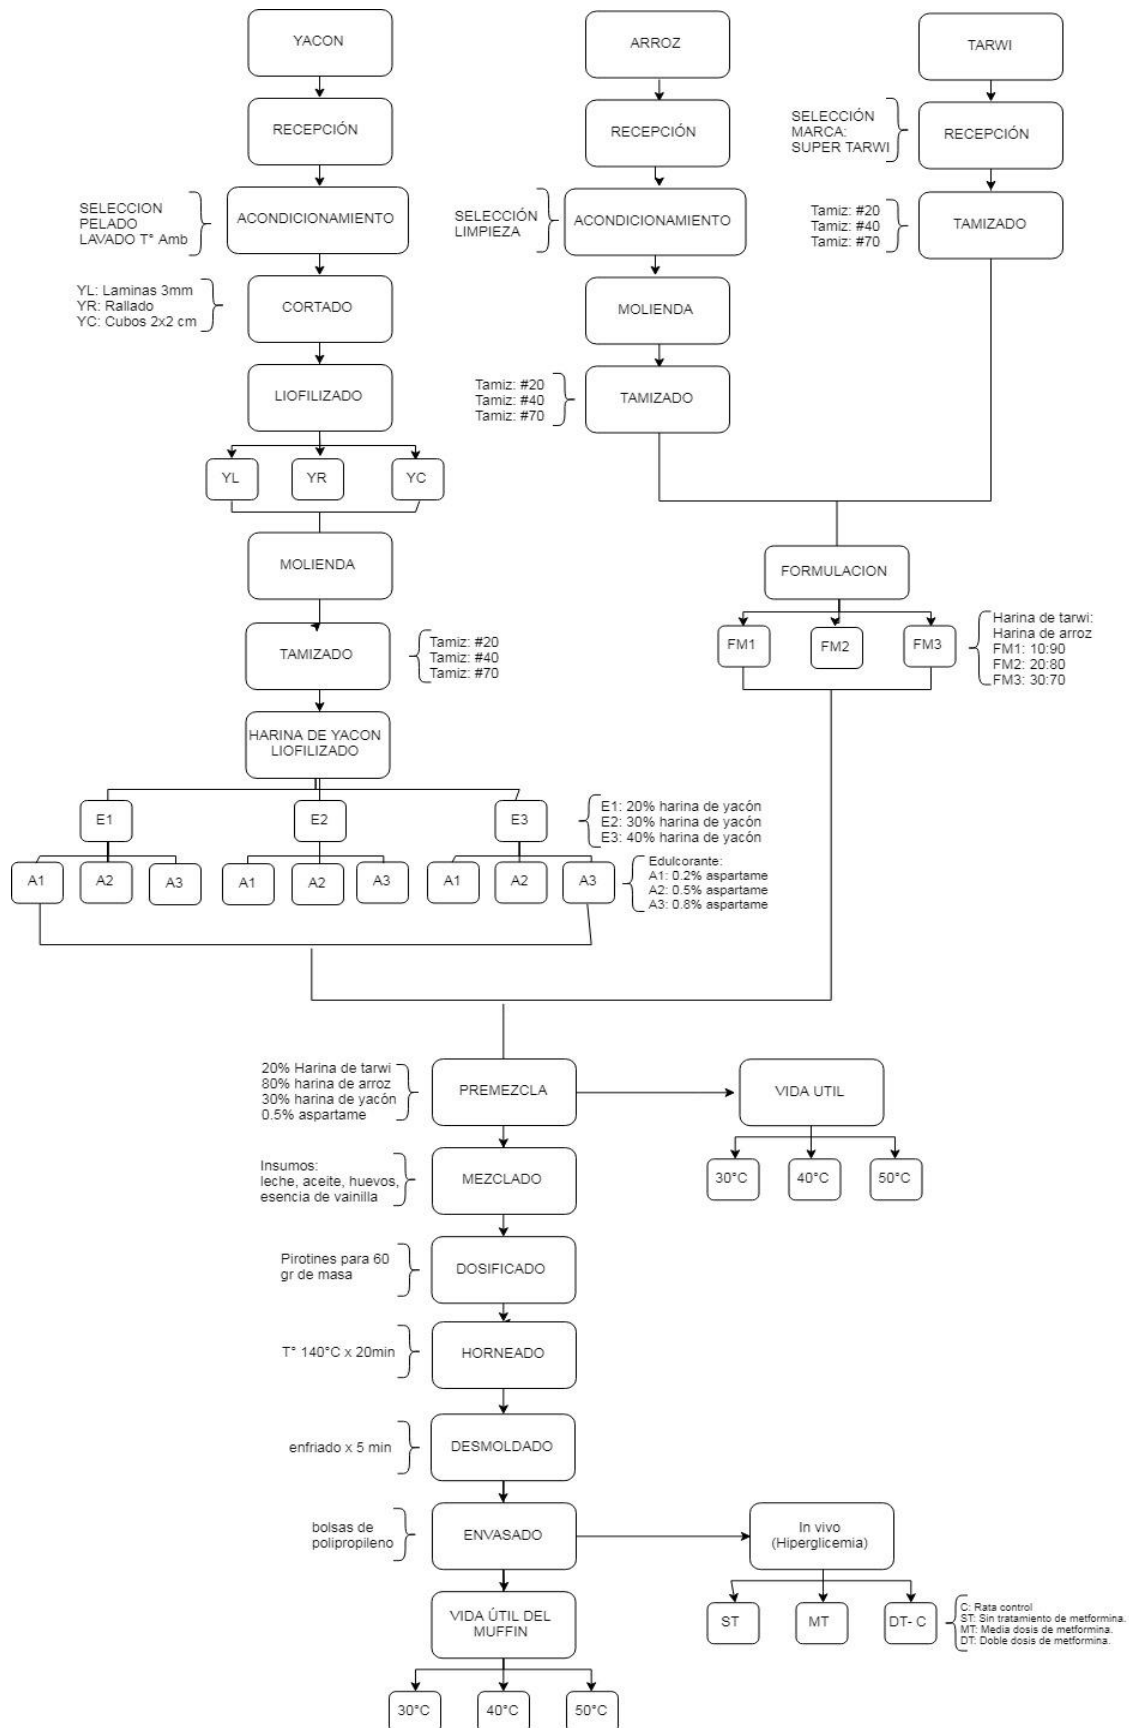 YACON
ARROZ
TARWI
RECEPCIÓN
RECEPCIÓN
SELECCIÓN
MARCA:
SUPER TARWI
RECEPCIÓN
SELECCION
PELADO
LAVADO T° Amb
ACONDICIONAMIENTO
SELECCIÓN
LIMPIEZA
ACONDICIONAMIENTO
Tamiz: #20
Tamiz: #40
Tamiz: #70
TAMIZADO
YL: Laminas 3mm
YR: Rallado
YC: Cubos 2x2 cm
CORTADO
MOLIENDA
LIOFILIZADO
Tamiz: #20
Tamiz: #40
Tamiz: #70
TAMIZADO
YL
YR
YC
MOLIENDA
FORMULACION
TAMIZADO
Tamiz: #20
Tamiz: #40
Tamiz: #70
FM1
FM2
FM3
Harina de tarwi:
Harina de arroz
FM1: 10:90
FM2: 20:80
FM3: 30:70
HARINA DE YACON
LIOFILIZADO
E1
E2
E3
E1: 20% harina de yacón
E2: 30% harina de yacón
E3: 40% harina de yacón
A1
A2
A3
A1
A2
A3
A1
A2
A3
Edulcorante:
A1: 0.2% aspartame
A2: 0.5% aspartame
A3: 0.8% aspartame
20% Harina de tarwi
80% harina de arroz
30% harina de yacón
0.5% aspartame
PREMEZCLA
VIDA UTIL
Insumos:
leche, aceite, huevos,
esencia de vainilla
MEZCLADO
30°C
40°C
50°C
Pirotines para 60
gr de masa
DOSIFICADO
T° 140°C x 20min
HORNEADO
enfriado x 5 min
DESMOLDADO
bolsas de
polipropileno
ENVASADO
In vivo
(Hiperglicemia)
VIDA ÚTIL DEL
MUFFIN
ST
MT
DT- C
C: Rata control
ST: Sin tratamiento de metformina.
MT: Media dosis de metformina.
DT: Doble dosis de metformina.
30°C
40°C
50°C